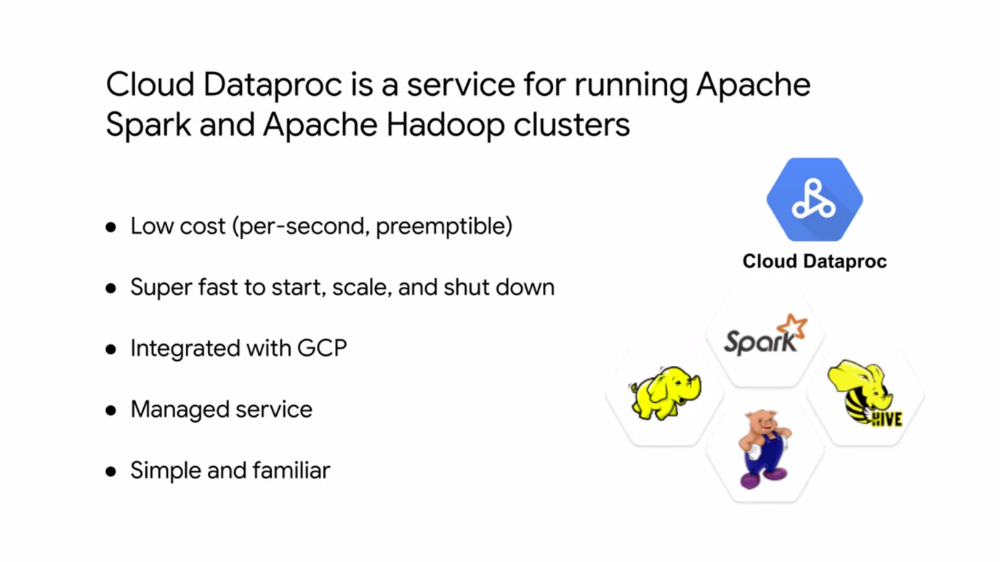 Cloud Dataproc is a service for running Apache
Spark and Apache Hadoop clusters
● Low cost (per-second, preemptible)
● Super fast to start, scale, and shut down
● Integrated with GCP
● Managed service
● Simple and familiar
Cloud Dataproc
Spark
HIVE